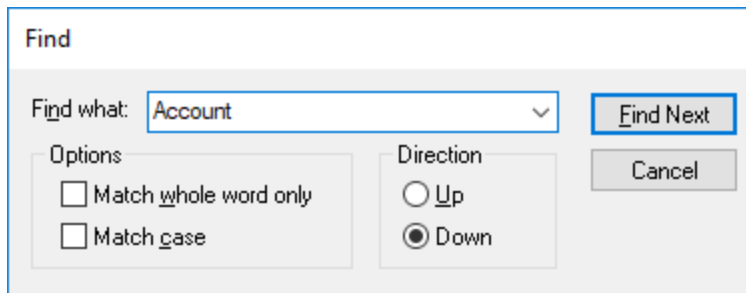 Find
Find what: Account Find Next
Options Direction Cancel
Match whole word only Up
Match case Down